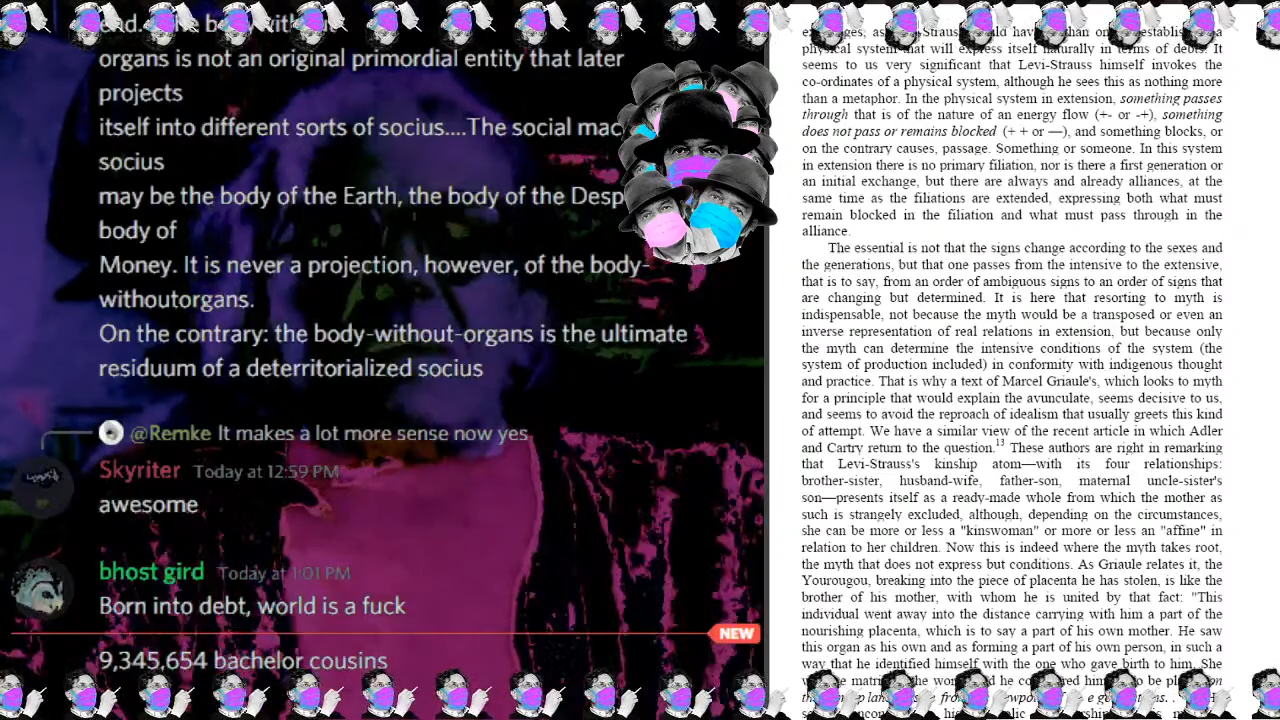 organs is not an original primordial entity that later
projects
itself into different sorts of socius....The social mac
socius
may be the body of the Earth, the body of the Desp
body of
Money. It is never a projection, however, of the body-
withoutorgans.
On the contrary: the body-without-organs is the ultimate
residuum of a deterritorialized socius
@Remke It makes a lot more sense now yes
Skyriter Today at 12:59 PM
awesome
bhost gird Today at 1:01 PM
Born into debt, world is a fuck
NEW
9,345,654 bachelor cousins
physical system that will express itself naturally in terms of debts. It
seems to us very significant that Levi-Strauss himself invokes the
co-ordinates of a physical system, although he sees this as nothing more
than a metaphor. In the physical system in extension, something passes
through that is of the nature of an energy flow (+- or -+), something
does not pass or remains blocked (+ + or —), and something blocks, or
on the contrary causes, passage. Something or someone. In this system
in extension there is no primary filiation, nor is there a first generation or
an initial exchange, but there are always and already alliances, at the
same time as the filiations are extended, expressing both what must
remain blocked in the filiation and what must pass through in the
alliance.
The essential is not that the signs change according to the sexes and
the generations, but that one passes from the intensive to the extensive,
that is to say, from an order of ambiguous signs to an order of signs that
are changing but determined. It is here that resorting to myth is
indispensable, not because the myth would be a transposed or even an
inverse representation of real relations in extension, but because only
the myth can determine the intensive conditions of the system (the
system of production included) in conformity with indigenous thought
and practice. That is why a text of Marcel Griaule's, which looks to myth
for a principle that would explain the avunculate, seems decisive to us,
and seems to avoid the reproach of idealism that usually greets this kind
of attempt. We have a similar view of the recent article in which Adler
and Cartry return to the question.13 These authors are right in remarking
that Levi-Strauss's kinship atom—with its four relationships:
brother-sister, husband-wife, father-son, maternal uncle-sister's
son—presents itself as a ready-made whole from which the mother as
such is strangely excluded, although, depending on the circumstances,
she can be more or less a "kinswoman" or more or less an "affine" in
relation to her children. Now this is indeed where the myth takes root,
the myth that does not express but conditions. As Griaule relates it, the
Yourougou, breaking into the piece of placenta he has stolen, is like the
brother of his mother, with whom he is united by that fact: "This
individual went away into the distance carrying with him a part of the
nourishing placenta, which is to say a part of his own mother. He saw
this organ as his own and as forming a part of his own person, in such a
way that he identified himself with the one who gave birth to him. She